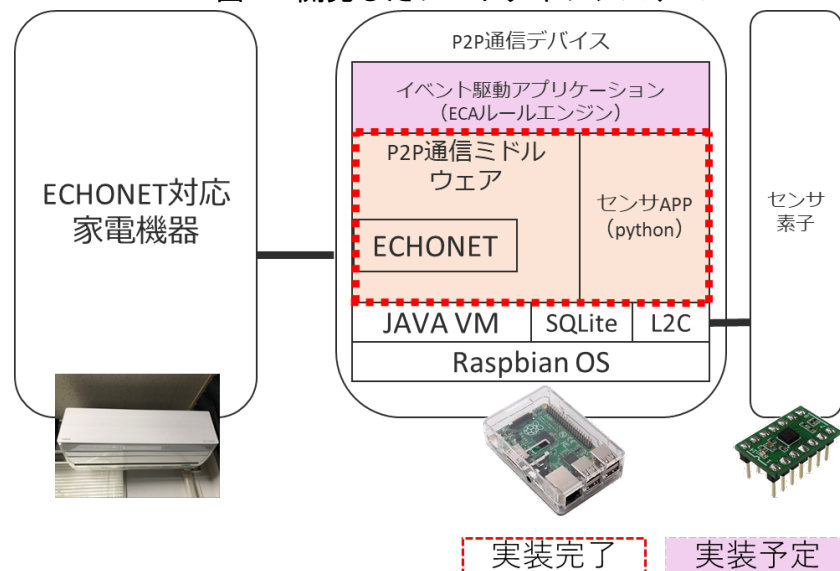 P2P通信デバイス
イベント駆動アプリケーション
（ECAルールエンジン）
P2P通信ミドル
ウェア
ECHONET
センサAPP
（python）
JAVA VM
SQLite
L2C
Raspbian OS
ECHONET対応
家電機器
センサ
素子
実装完了
実装予定